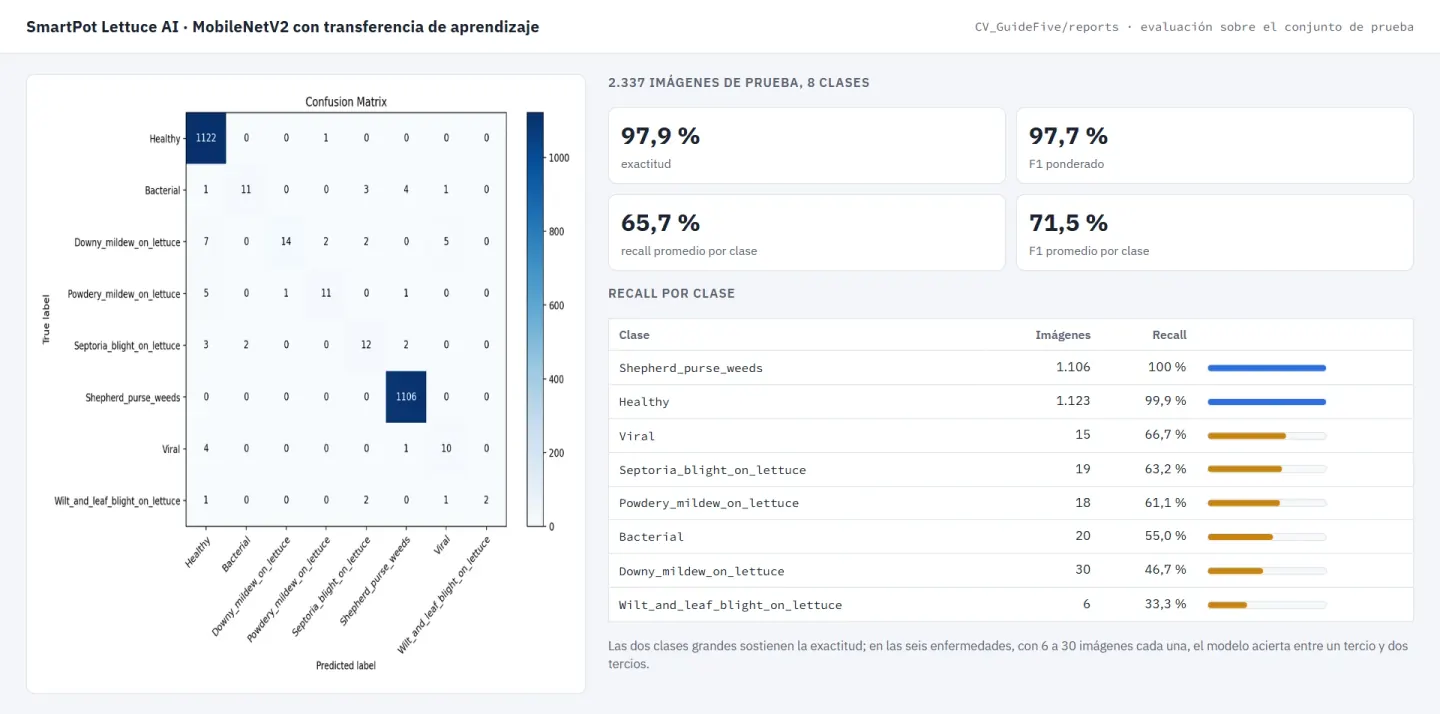 SmartPot Lettuce AI · MobileNetV2 con transferencia de aprendizaje
CV_GuideFive/reports · evaluación sobre el conjunto de prueba
Confusion Matrix
True label
Healthy 1122 0 0 1 0 0 0 0
Bacterial 1 11 0 0 3 4 1 0
Downy_mildew_on_lettuce 7 0 14 2 2 0 5 0
Powdery_mildew_on_lettuce 5 0 1 11 0 1 0 0
Septoria_blight_on_lettuce 3 2 0 0 12 2 0 0
Shepherd_purse_weeds 0 0 0 0 0 1106 0 0
Viral 4 0 0 0 0 1 10 0
Wilt_and_leaf_blight_on_lettuce 1 0 0 0 2 0 1 2
Healthy
Bacterial
Downy_mildew_on_lettuce
Powdery_mildew_on_lettuce
Septoria_blight_on_lettuce
Shepherd_purse_weeds
Viral
Wilt_and_leaf_blight_on_lettuce
Predicted label
1000
800
600
400
200
0
2.337 IMÁGENES DE PRUEBA, 8 CLASES
97,9 %
exactitud
97,7 %
F1 ponderado
65,7 %
recall promedio por clase
71,5 %
F1 promedio por clase
RECALL POR CLASE
Clase Imágenes Recall
Shepherd_purse_weeds 1.106 100 %
Healthy 1.123 99,9 %
Viral 15 66,7 %
Septoria_blight_on_lettuce 19 63,2 %
Powdery_mildew_on_lettuce 18 61,1 %
Bacterial 20 55,0 %
Downy_mildew_on_lettuce 30 46,7 %
Wilt_and_leaf_blight_on_lettuce 6 33,3 %
Las dos clases grandes sostienen la exactitud; en las seis enfermedades, con 6 a 30 imágenes cada una, el modelo acierta entre un tercio y dos
tercios.